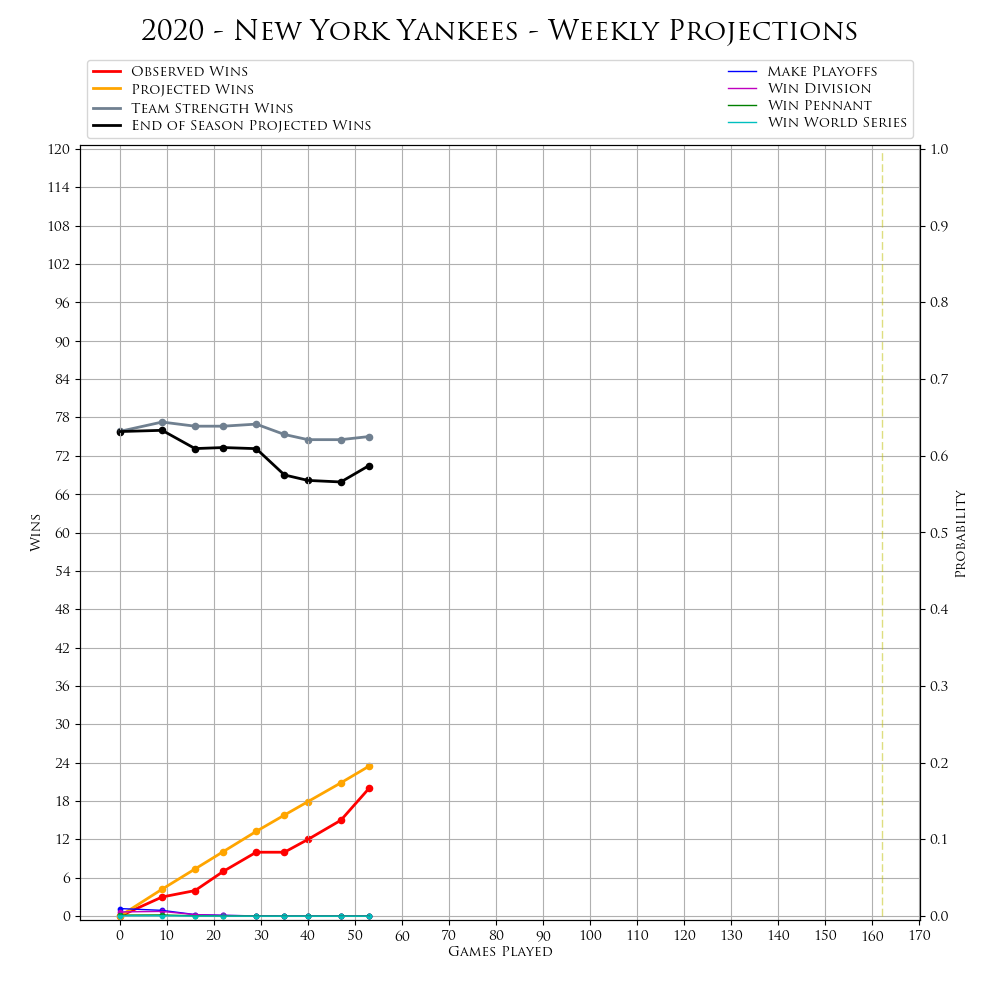 2020 - New York Yankees - Weekly Projections
Observed Wins
Projected Wins
Team Strength Wins
End of Season Projected Wins
Make Playoffs
Win Division
Win Pennant
Win World Series
120
114
108
102
96
90
84
78
72
66
60
54
48
42
36
30
24
18
12
6
0
Wins
1.0
0.9
0.8
0.7
0.6
0.5
0.4
0.3
0.2
0.1
0.0
Probability
0 10 20 30 40 50 60 70 80 90 100 110 120 130 140 150 160 170
Games Played